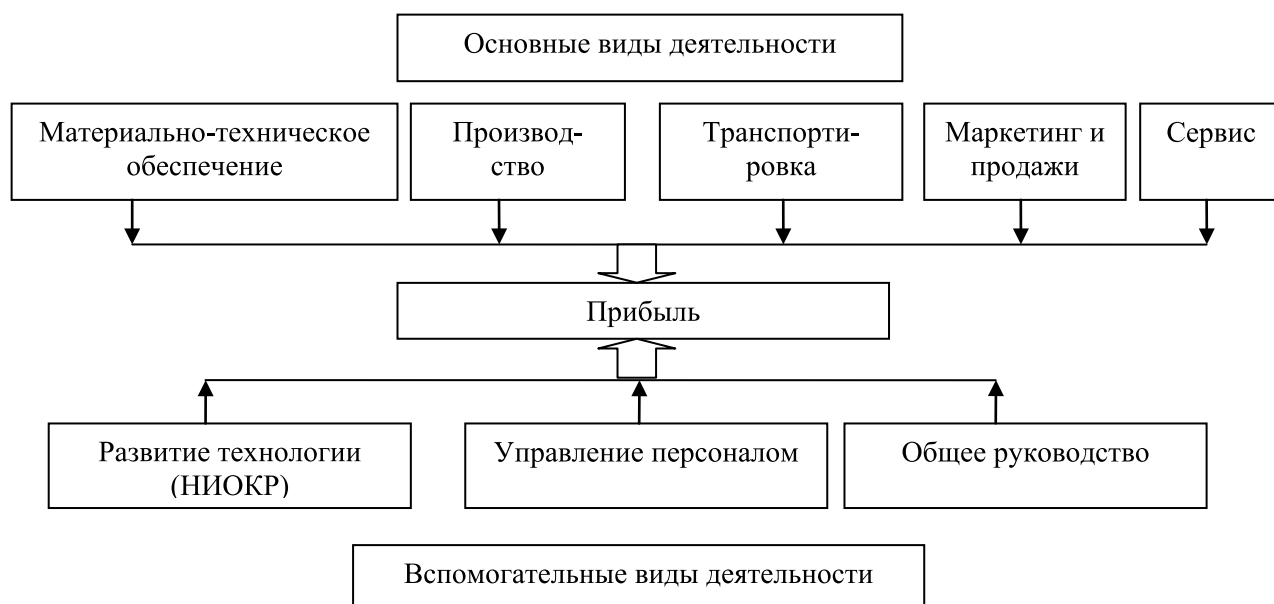 Основные виды деятельности
Материально-техническое
обеспечение
Производ-
ство
Транспорти-
ровка
Маркетинг и
продажи
Сервис
Прибыль
Развитие технологии
(НИОКР)
Управление персоналом
Общее руководство
Вспомогательные виды деятельности